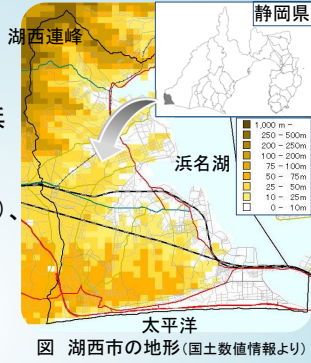 静岡県
湖西連峰
浜
1,000 m -
250 - 500m
200 - 250m
100 - 200m
75 - 100m
50 - 75m
25 - 50m
10 - 25m
0 - 10m
浜名湖
)、
太平洋
図 湖西市の地形(国土数値情報より)